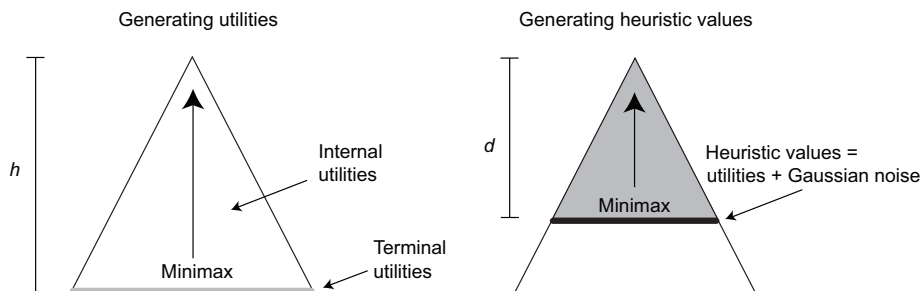 Generating utilities
h
Internal
utilities
Minimax
Terminal
utilities
Generating heuristic values
d
Heuristic values =
utilities + Gaussian noise
Minimax